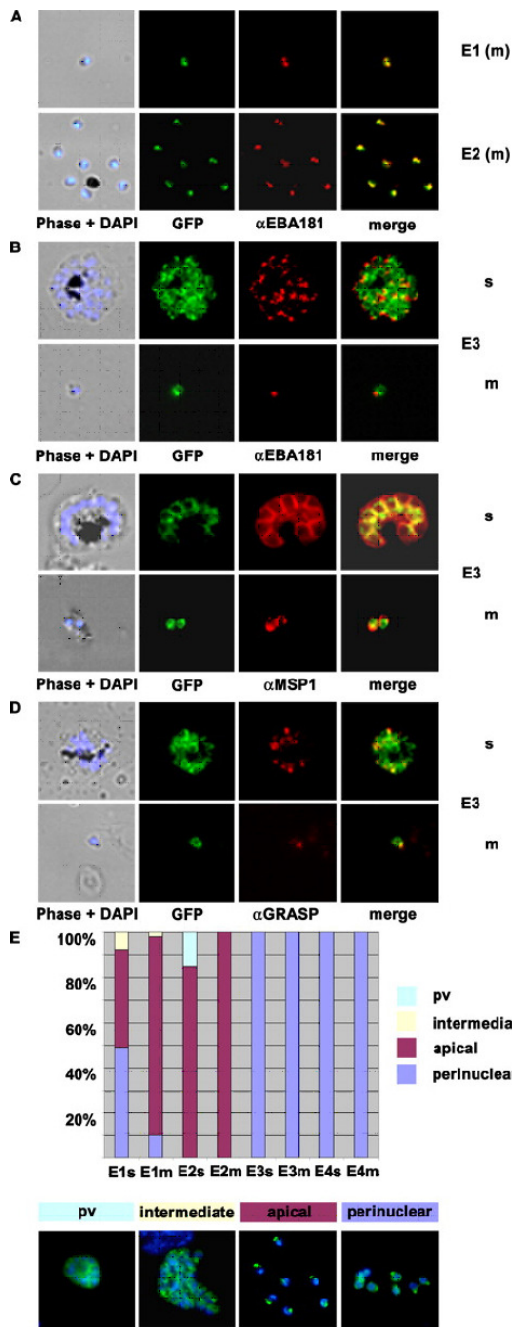 A
E1 (m)
E2 (m)
Phase + DAPI GFP αEBA181 merge
B
s
E3
m
Phase + DAPI GFP αEBA181 merge
C
s
E3
m
Phase + DAPI GFP αMSP1 merge
D
s
E3
m
Phase + DAPI GFP αGRASP merge
E
100%
80%
60%
40%
20%
pv
intermedia
apical
perinuclear
E1s E1m E2s E2m E3s E3m E4s E4m
pv intermediate apical perinuclear